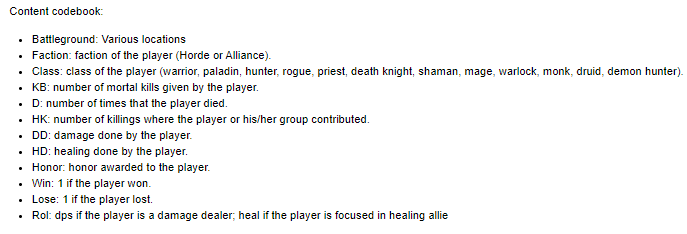 Content codebook:
• Battleground: Various locations
• Faction: faction of the player (Horde or Alliance).
• Class: class of the player (warrior, paladin, hunter, rogue, priest, death knight, shaman, mage, warlock, monk, druid, demon hunter).
• KB: number of mortal kills given by the player.
• D: number of times that the player died.
• HK: number of killings where the player or his/her group contributed.
• DD: damage done by the player.
• HD: healing done by the player.
• Honor: honor awarded to the player.
• Win: 1 if the player won.
• Lose: 1 if the player lost.
• Rol: dps if the player is a damage dealer; heal if the player is focused in healing allie